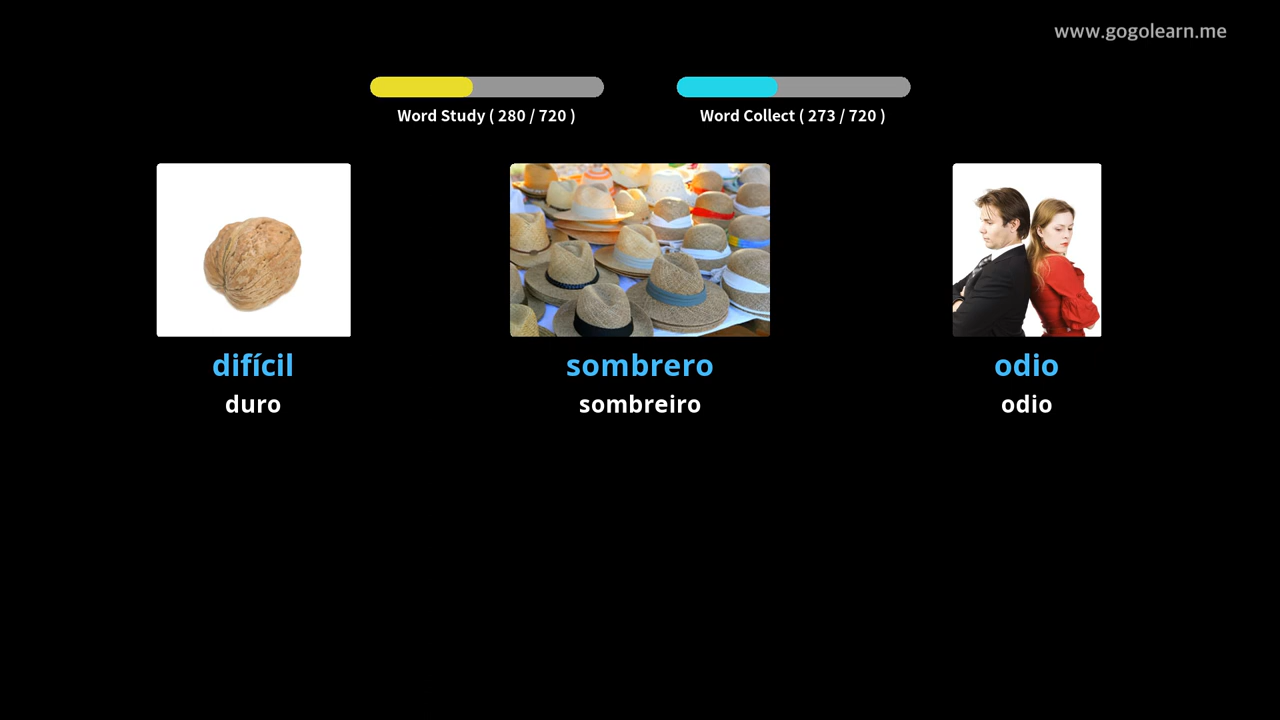 www.gogolearn.me
Word Study ( 280 / 720 )
Word Collect ( 273 / 720 )
difícil
duro
sombrero
sombreiro
odio
odio